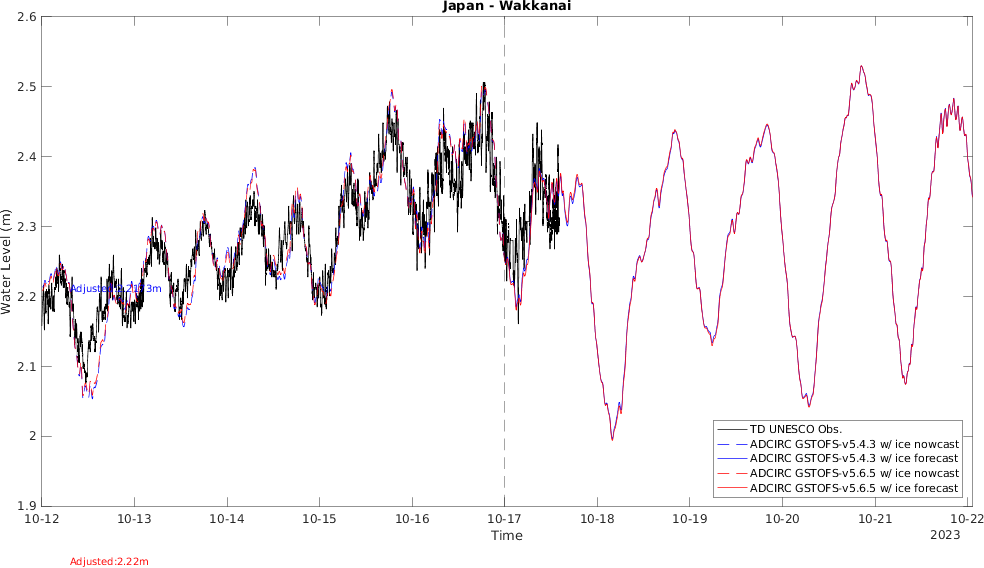 Japan - Wakkanai
2.6
2.5
2.4
2.3
2.2
2.1
2
1.9
Water Level (m)
TD UNESCO Obs.
ADCIRC GSTOFS-v5.4.3 w/ ice nowcast
ADCIRC GSTOFS-v5.4.3 w/ ice forecast
ADCIRC GSTOFS-v5.6.5 w/ ice nowcast
ADCIRC GSTOFS-v5.6.5 w/ ice forecast
10-12 10-13 10-14 10-15 10-16 10-17 10-18 10-19 10-20 10-21 10-22
Time
2023
Adjusted:2.22m